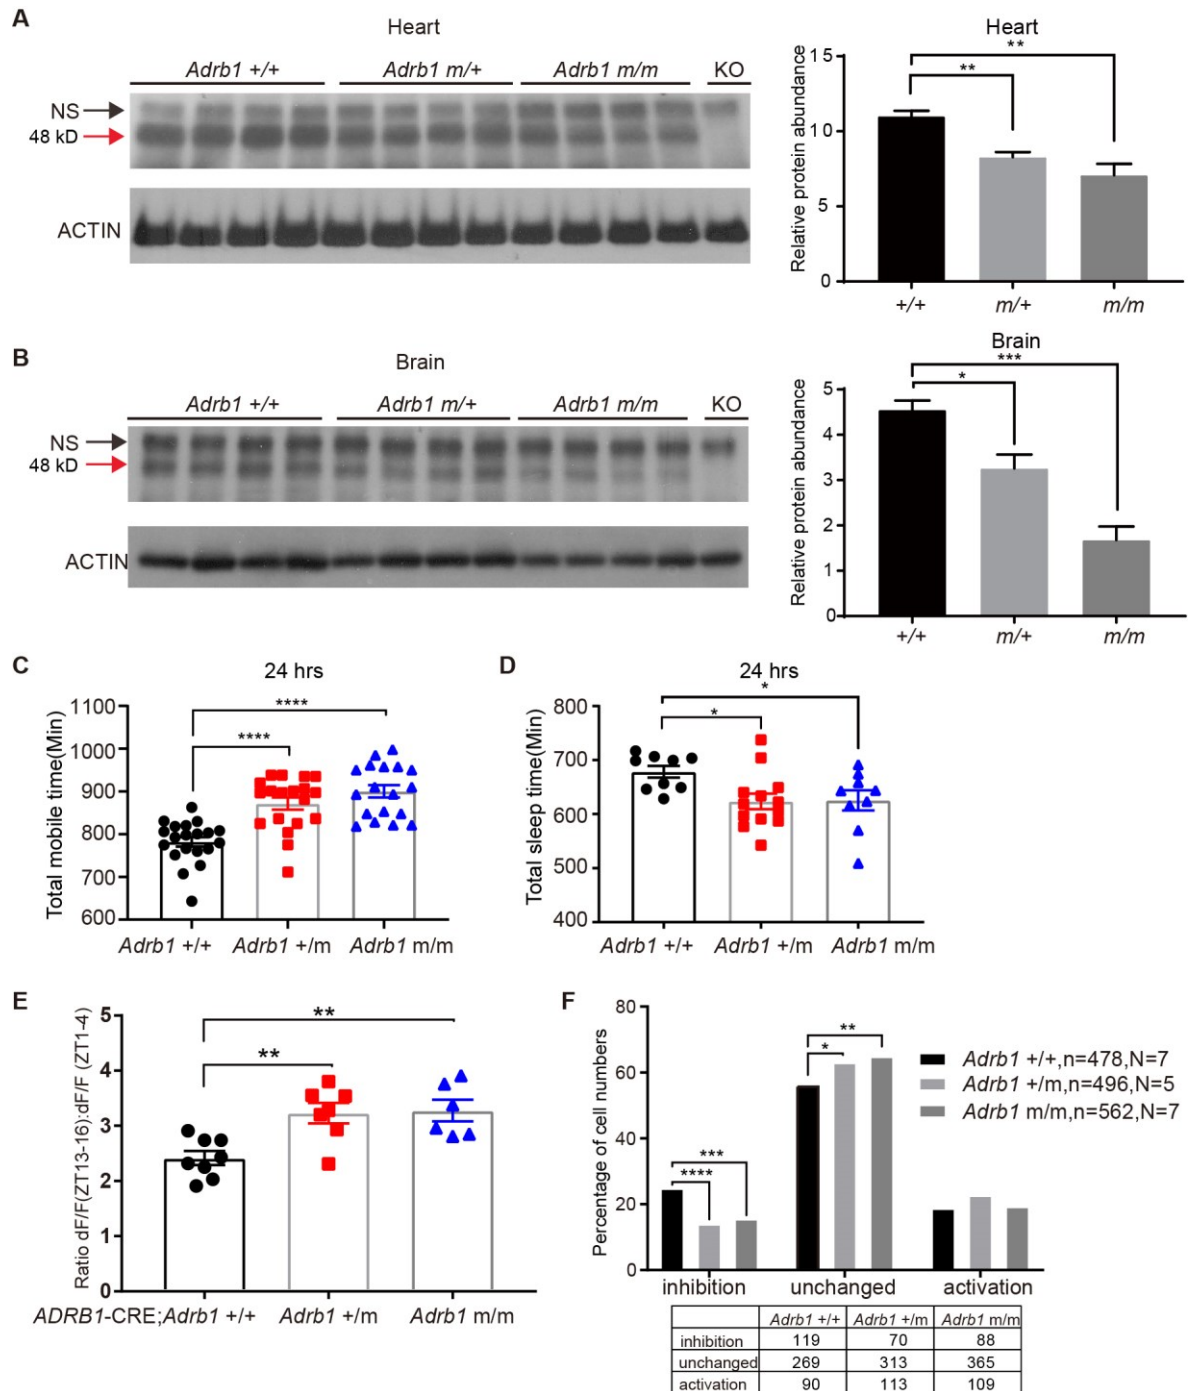 A
Heart
Adrb1 +/+ Adrb1 m/+ Adrb1 m/m KO
NS
48 kD
ACTIN
Heart
Relative protein abundance
15
10
5
0
** 
**
+/+ m/+ m/m
B
Brain
Adrb1 +/+ Adrb1 m/+ Adrb1 m/m KO
NS
48 kD
ACTIN
Brain
Relative protein abundance
5
4
3
2
1
0
***
*
+/+ m/+ m/m
C
24 hrs
Total mobile time(Min)
1100
1000
900
800
700
600
****
****
Adrb1 +/+ Adrb1 +/m Adrb1 m/m
D
24 hrs
Total sleep time(Min)
800
700
600
500
400
*
*
Adrb1 +/+ Adrb1 +/m Adrb1 m/m
E
Ratio dF/F(ZT13-16):dF/F (ZT1-4)
5
4
3
2
1
0
**
**
ADRB1-CRE;Adrb1 +/+ Adrb1 +/m Adrb1 m/m
F
Percentage of cell numbers
80
60
40
20
0
***
****
**
*
inhibition unchanged activation
Adrb1 +/+,n=478,N=7
Adrb1 +/m,n=496,N=5
Adrb1 m/m,n=562,N=7
Adrb1 +/+ Adrb1 +/m Adrb1 m/m
inhibition 119 70 88
unchanged 269 313 365
activation 90 113 109